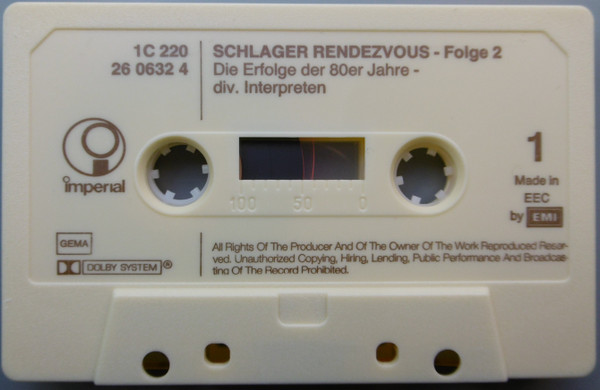 1C 220
26 0632 4
SCHLAGER RENDEZVOUS - Folge 2
Die Erfolge der 80er Jahre -
div. Interpreten
imperial
100 50 0
1
Made in
EEC
by EMI
GEMA
DOLBY SYSTEM ®
All Rights Of The Producer And Of The Owner Of The Work Reproduced Reser-
ved. Unauthorized Copying, Hiring, Lending, Public Performance And Broadcas-
ting Of The Record Prohibited.